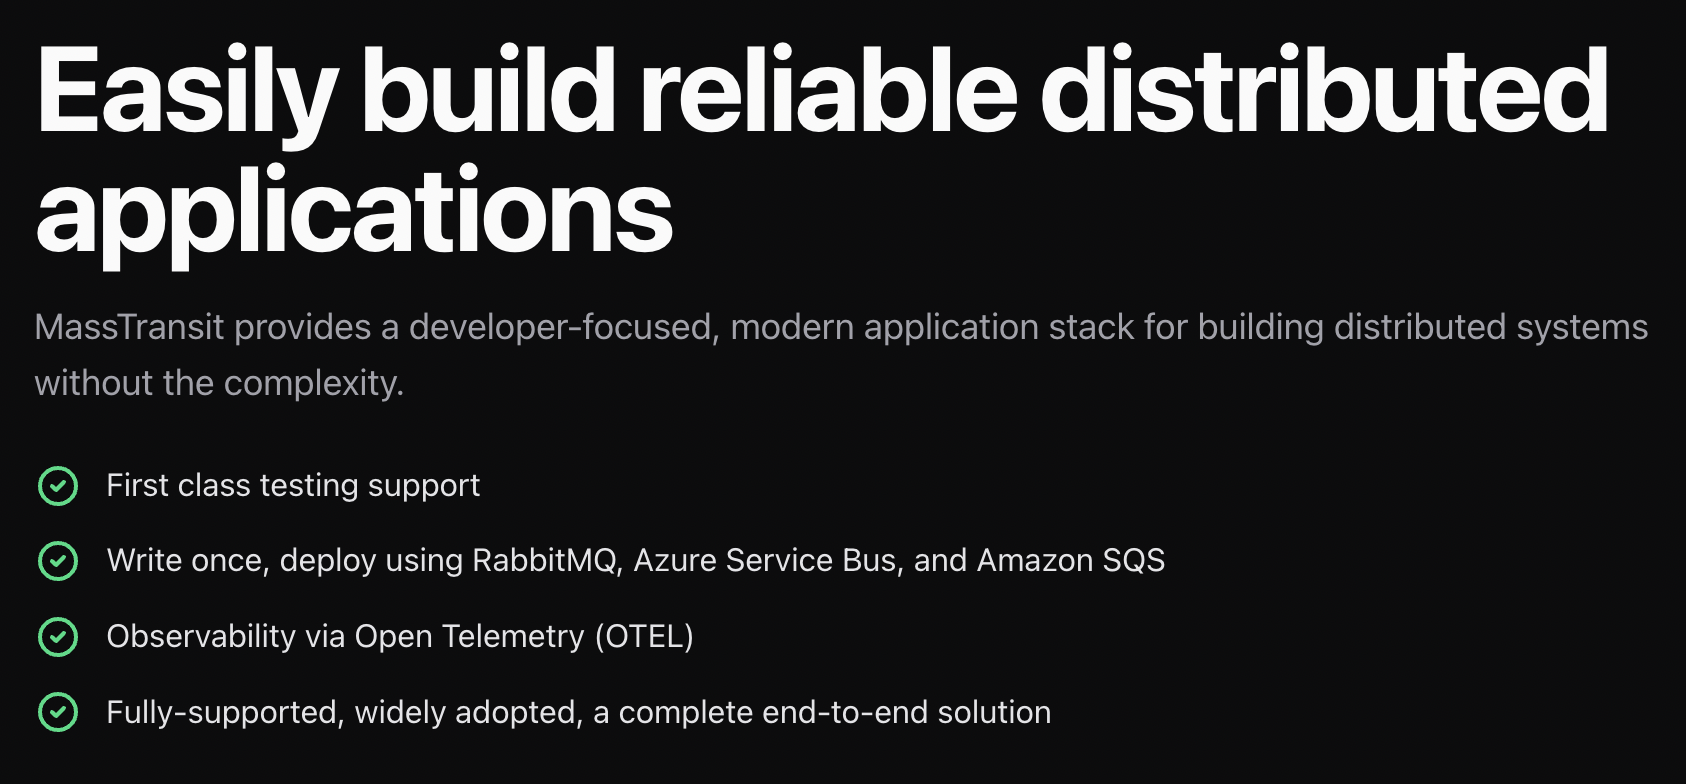 Easily build reliable distributed
applications
MassTransit provides a developer-focused, modern application stack for building distributed systems
without the complexity.
First class testing support
Write once, deploy using RabbitMQ, Azure Service Bus, and Amazon SQS
Observability via Open Telemetry (OTEL)
Fully-supported, widely adopted, a complete end-to-end solution